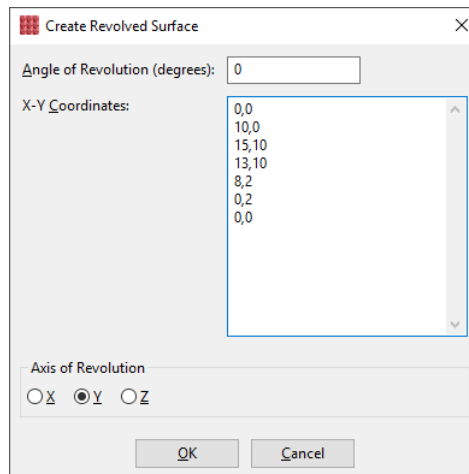 Create Revolved Surface
Angle of Revolution (degrees): 0
X-Y Coordinates:
0,0
10,0
15,10
13,10
8,2
0,2
0,0
Axis of Revolution
X Y Z
OK Cancel